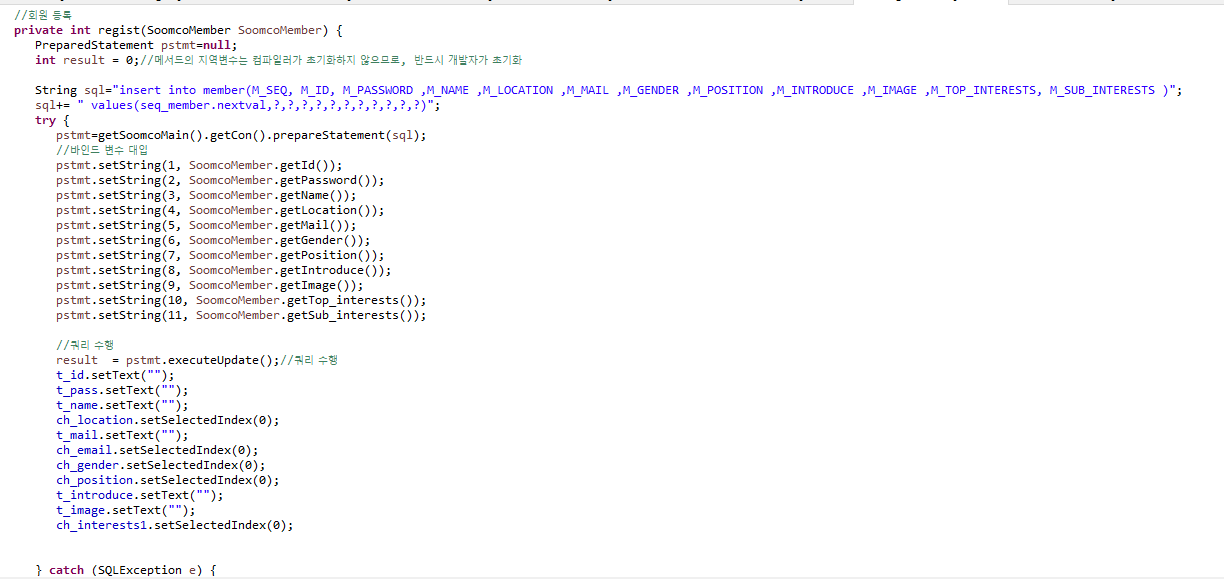 //회원 등록
private int regist(SoomcoMember SoomcoMember) {
PreparedStatement pstmt=null;
int result = 0;//메서드의 지역변수는 컴파일러가 초기화하지 않으므로, 반드시 개발자가 초기화
String sql="insert into member(M_SEQ, M_ID, M_PASSWORD ,M_NAME ,M_LOCATION ,M_MAIL ,M_GENDER ,M_POSITION ,M_INTRODUCE ,M_IMAGE ,M_TOP_INTERESTS, M_SUB_INTERESTS )";
sql+= " values(seq_member.nextval,?,?,?,?,?,?,?,?,?,?,?)";
try {
pstmt=getSoomcoMain().getCon().prepareStatement(sql);
//바인드 변수 대입
pstmt.setString(1, SoomcoMember.getId());
pstmt.setString(2, SoomcoMember.getPassword());
pstmt.setString(3, SoomcoMember.getName());
pstmt.setString(4, SoomcoMember.getLocation());
pstmt.setString(5, SoomcoMember.getMail());
pstmt.setString(6, SoomcoMember.getGender());
pstmt.setString(7, SoomcoMember.getPosition());
pstmt.setString(8, SoomcoMember.getIntroduce());
pstmt.setString(9, SoomcoMember.getImage());
pstmt.setString(10, SoomcoMember.getTop_interests());
pstmt.setString(11, SoomcoMember.getSub_interests());
//쿼리 수행
result  = pstmt.executeUpdate();//쿼리 수행
t_id.setText("");
t_pass.setText("");
t_name.setText("");
ch_location.setSelectedIndex(0);
t_mail.setText("");
ch_email.setSelectedIndex(0);
ch_gender.setSelectedIndex(0);
ch_position.setSelectedIndex(0);
t_introduce.setText("");
t_image.setText("");
ch_interests1.setSelectedIndex(0);
} catch (SQLException e) {